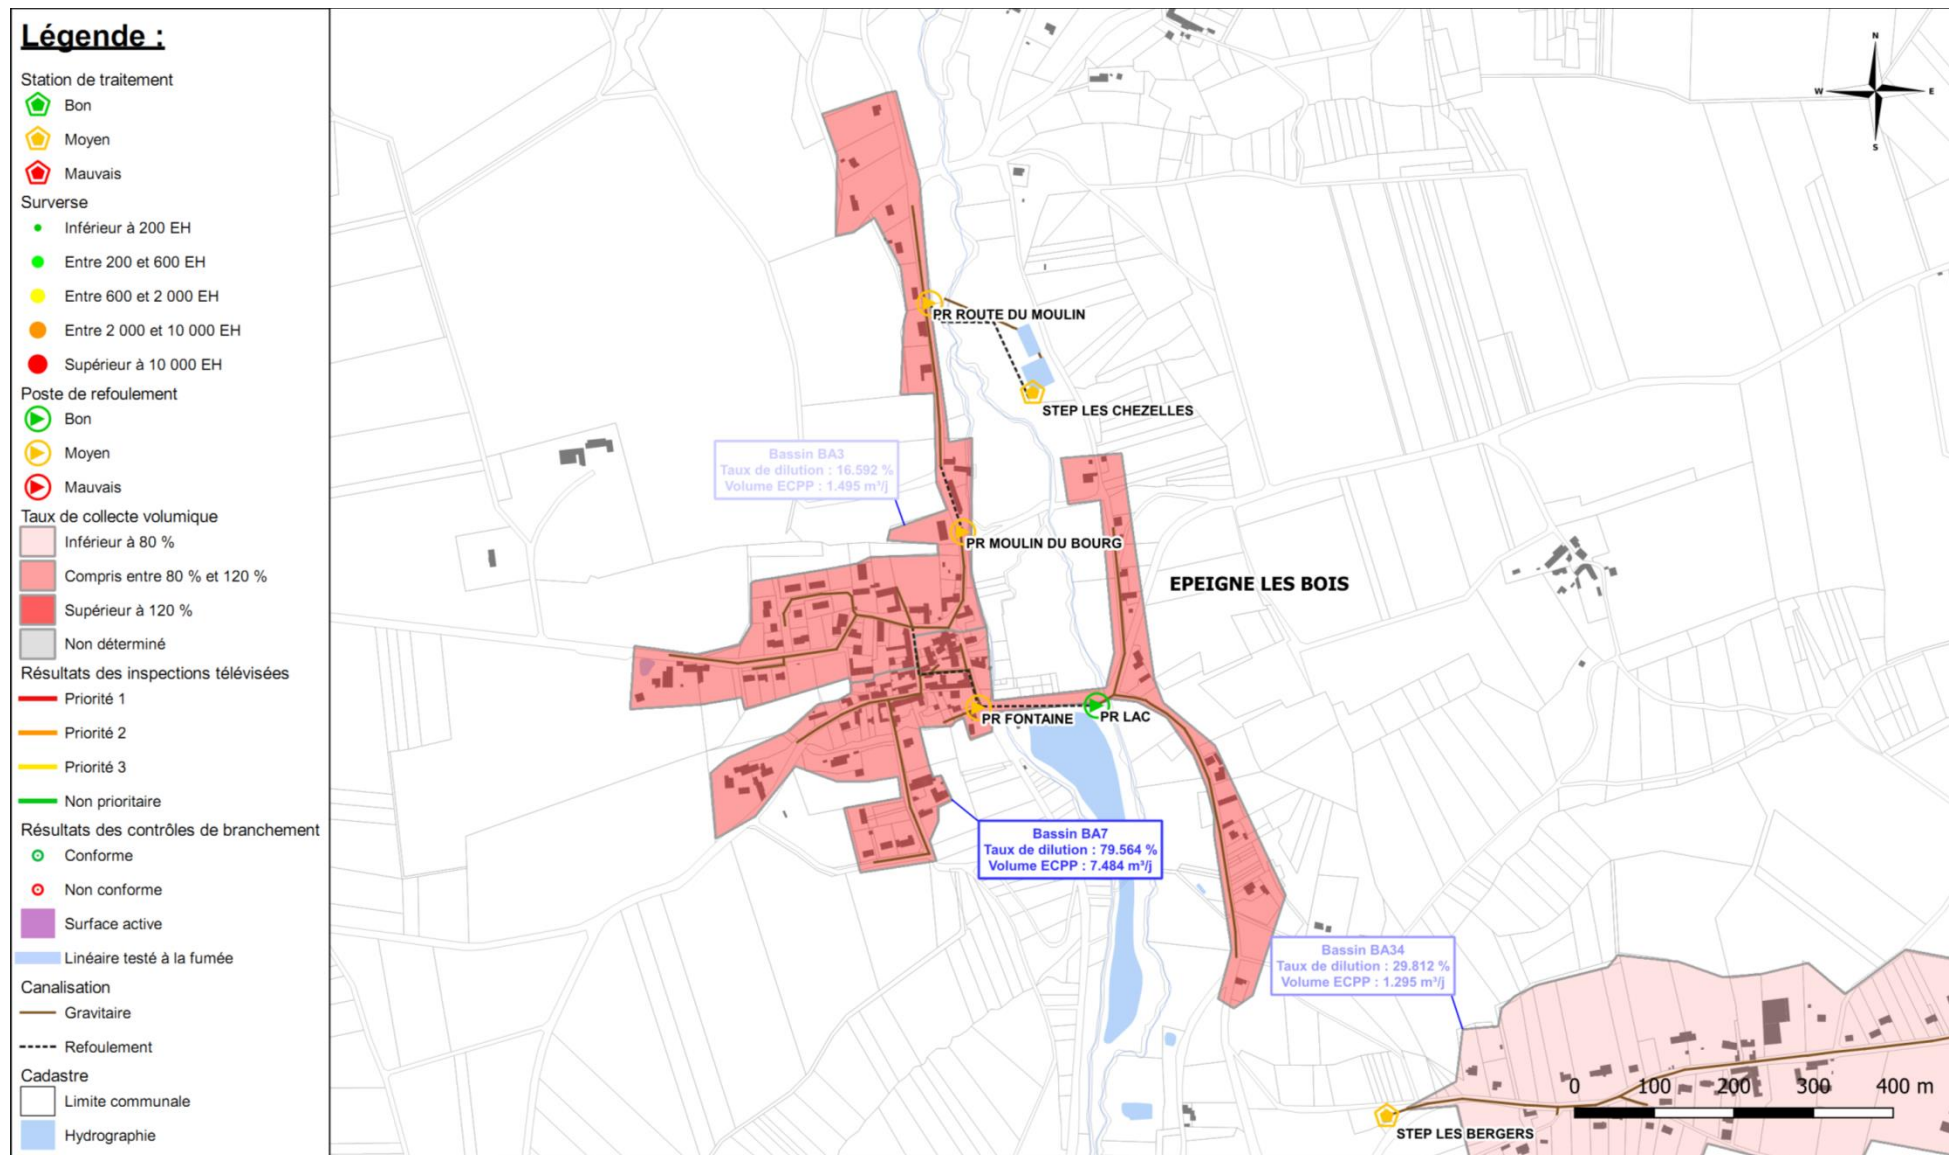 Légende :
Station de traitement
Bon
Moyen
Mauvais
Surverse
Inférieur à 200 EH
Entre 200 et 600 EH
Entre 600 et 2 000 EH
Entre 2 000 et 10 000 EH
Supérieur à 10 000 EH
Poste de refoulement
Bon
Moyen
Mauvais
Taux de collecte volumique
Inférieur à 80 %
Compris entre 80 % et 120 %
Supérieur à 120 %
Non déterminé
Résultats des inspections télévisées
Priorité 1
Priorité 2
Priorité 3
Non prioritaire
Résultats des contrôles de branchement
Conforme
Non conforme
Surface active
Linéaire testé à la fumée
Canalisation
Gravitaire
Refoulement
Cadastre
Limite communale
Hydrographie
N
W
E
S
PR ROUTE DU MOULIN
STEP LES CHEZELLES
Bassin BA3
Taux de dilution : 16.592 %
Volume ECPP : 1.495 m³/j
PR MOULIN DU BOURG
EPEIGNE LES BOIS
PR FONTAINE
PR LAC
Bassin BA7
Taux de dilution : 79.564 %
Volume ECPP : 7.484 m³/j
Bassin BA34
Taux de dilution : 29.812 %
Volume ECPP : 1.295 m³/j
0 100 200 300 400 m
STEP LES BERGERS